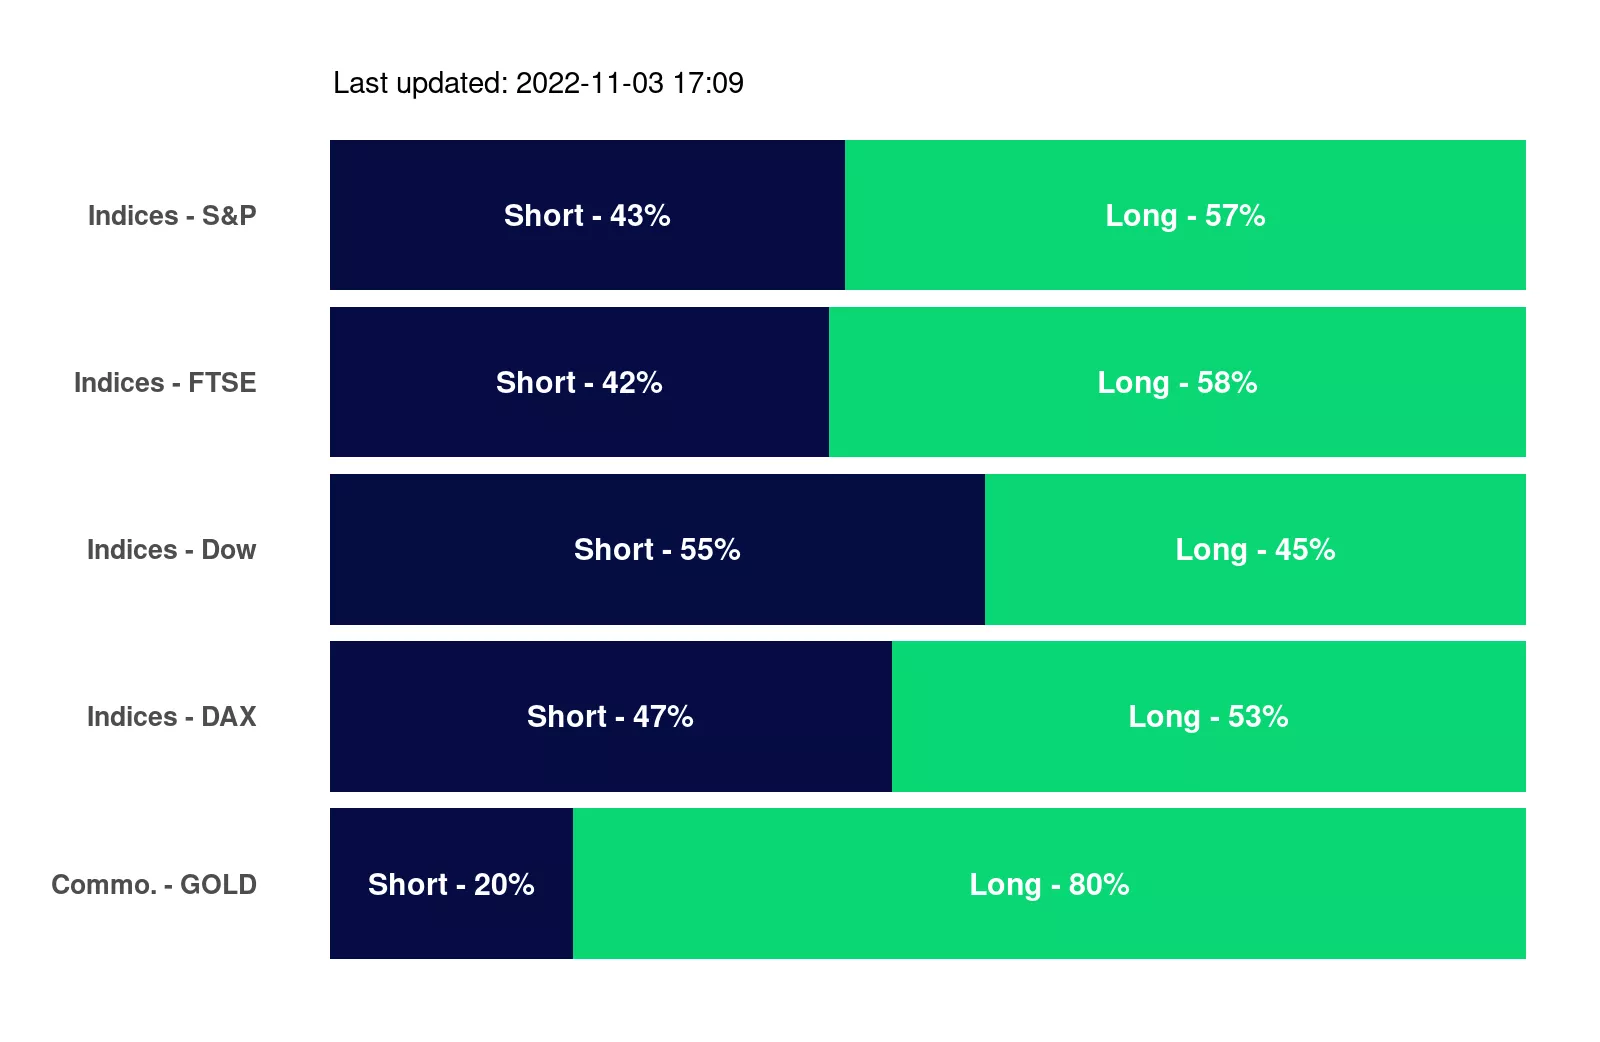 Last updated: 2022-11-03 17:09
Indices - S&P Short - 43% Long - 57%
Indices - FTSE Short - 42% Long - 58%
Indices - Dow Short - 55% Long - 45%
Indices - DAX Short - 47% Long - 53%
Commo. - GOLD Short - 20% Long - 80%